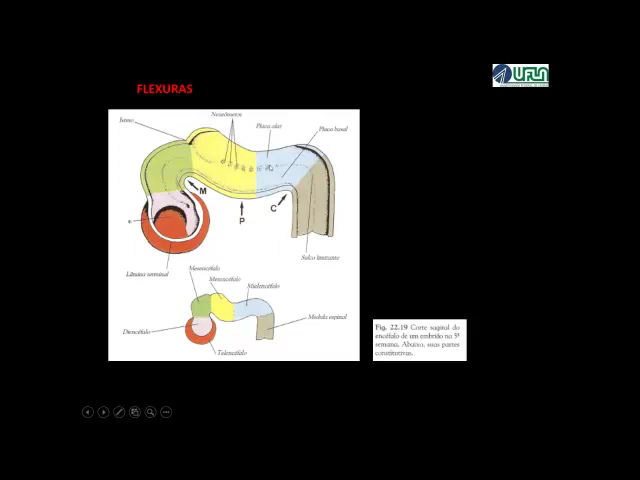 UFLA
FLEXURAS
Istmo
Neurômeros
Placa alar
Placa basal
M
P
C
*
Sulco limitante
Lâmina terminal
Mesencéfalo
Metencéfalo
Mielencéfalo
Medula espinal
Diencéfalo
Telencéfalo
Fig. 22.19 Corte sagital do
encéfalo de um embrião na 5ª
semana. Abaixo, suas partes
constitutivas.